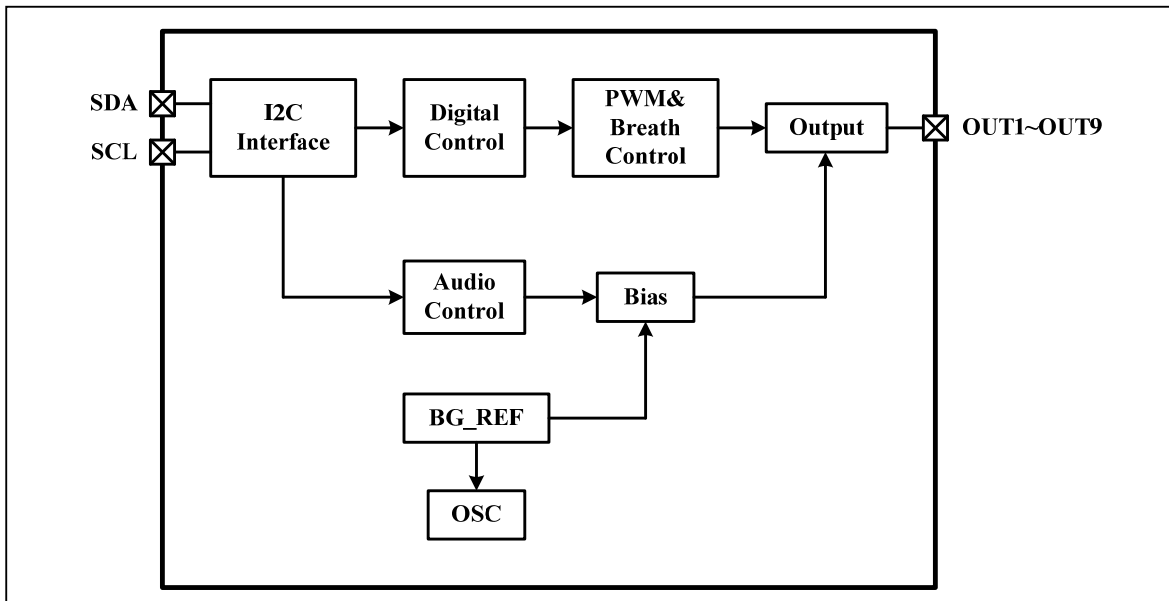 SDA
SCL
I2C
Interface
Digital
Control
PWM&
Breath
Control
Output
OUT1~OUT9
Audio
Control
Bias
BG_REF
OSC